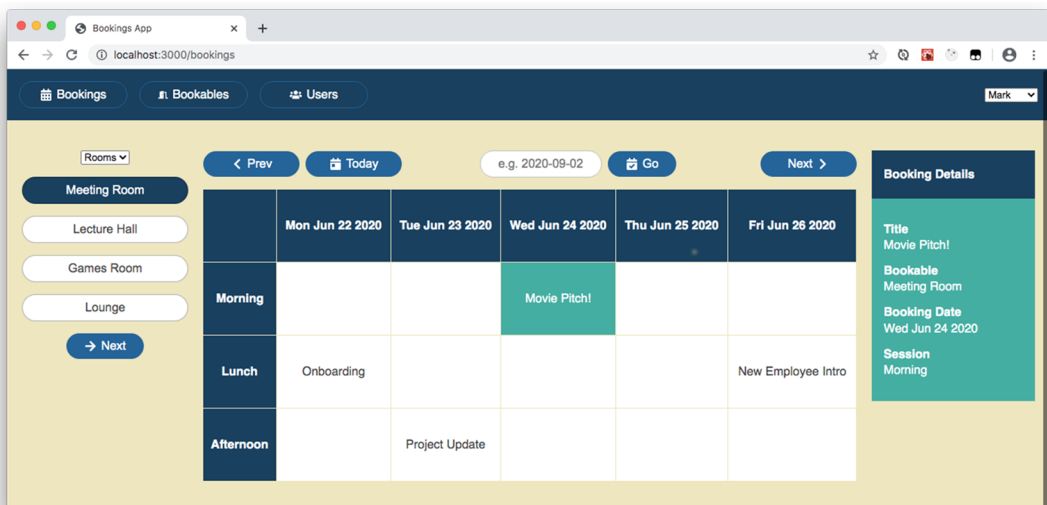 Bookings App
localhost:3000/bookings
Bookings
Bookables
Users
Mark
Rooms
Meeting Room
Lecture Hall
Games Room
Lounge
Next
Prev
Today
e.g. 2020-09-02
Go
Next
Mon Jun 22 2020
Tue Jun 23 2020
Wed Jun 24 2020
Thu Jun 25 2020
Fri Jun 26 2020
Morning
Movie Pitch!
Lunch
Onboarding
New Employee Intro
Afternoon
Project Update
Booking Details
Title
Movie Pitch!
Bookable
Meeting Room
Booking Date
Wed Jun 24 2020
Session
Morning